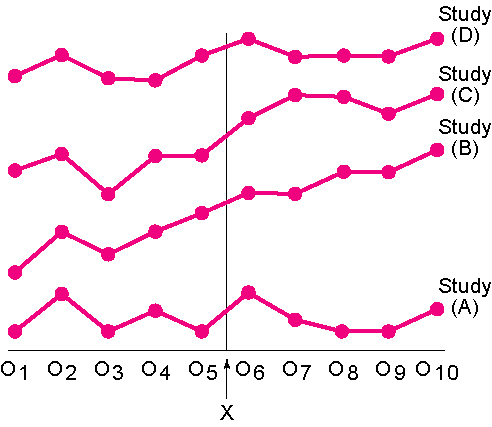 Study
(D)
Study
(C)
Study
(B)
Study
(A)
O1 O2 O3 O4 O5 O6 O7 O8 O9 O10
X